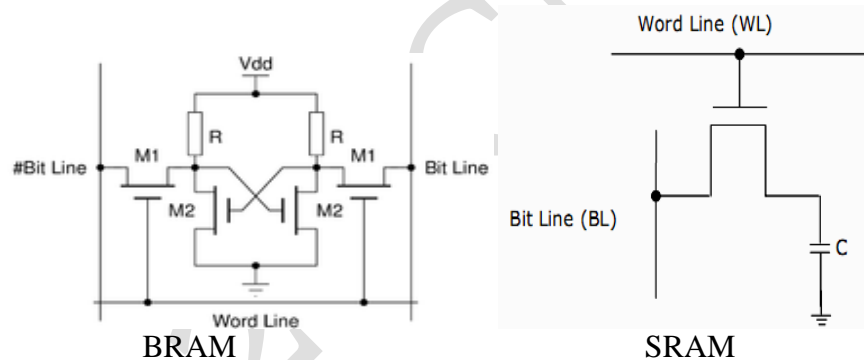 Vdd
R R
M1 M1
#Bit Line Bit Line
M2 M2
Word Line
BRAM
Word Line (WL)
Bit Line (BL)
C
SRAM